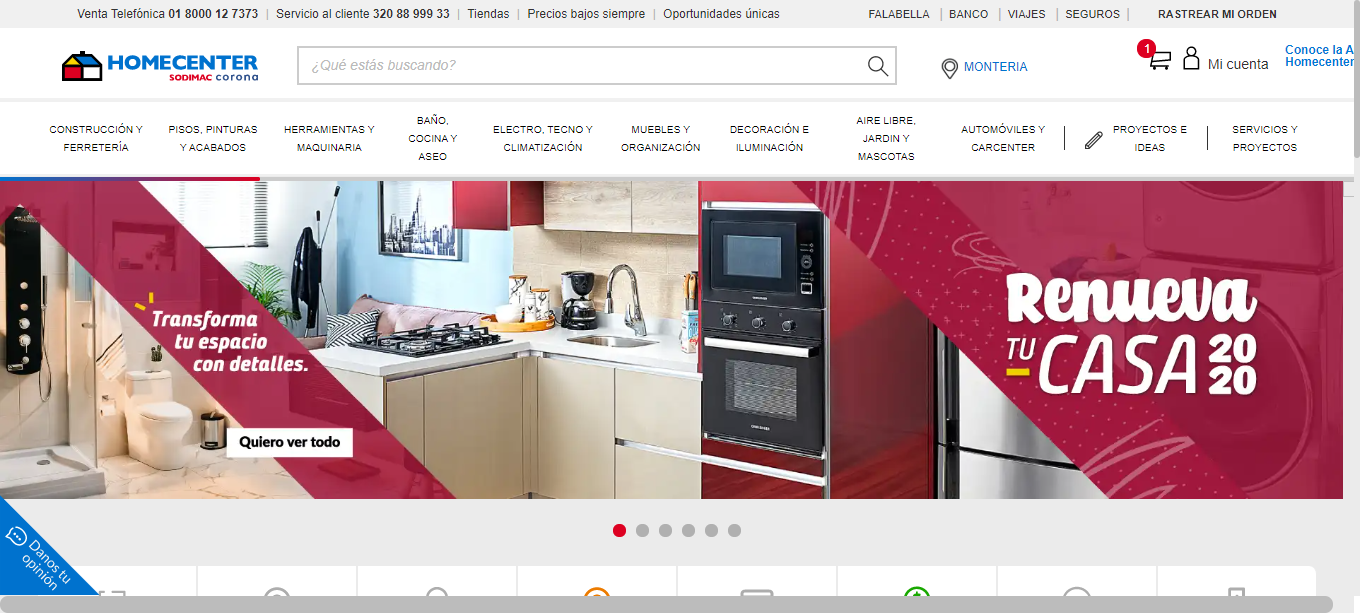 Venta Telefónica 01 8000 12 7373 | Servicio al cliente 320 88 999 33 | Tiendas | Precios bajos siempre | Oportunidades únicas
FALABELLA | BANCO | VIAJES | SEGUROS | RASTREAR MI ORDEN
HOMECENTER
SODIMAC corona
¿Qué estás buscando?
MONTERIA
1
Mi cuenta
Conoce la A
Homecenter
CONSTRUCCIÓN Y
FERRETERÍA
PISOS, PINTURAS
Y ACABADOS
HERRAMIENTAS Y
MAQUINARIA
BAÑO,
COCINA Y
ASEO
ELECTRO, TECNO Y
CLIMATIZACIÓN
MUEBLES Y
ORGANIZACIÓN
DECORACIÓN E
ILUMINACIÓN
AIRE LIBRE,
JARDIN Y
MASCOTAS
AUTOMÓVILES Y
CARCENTER
PROYECTOS E
IDEAS
SERVICIOS Y
PROYECTOS
Transforma
tu espacio
con detalles.
Quiero ver todo
Renueva
TU CASA 20
20
Danos tu
opinión